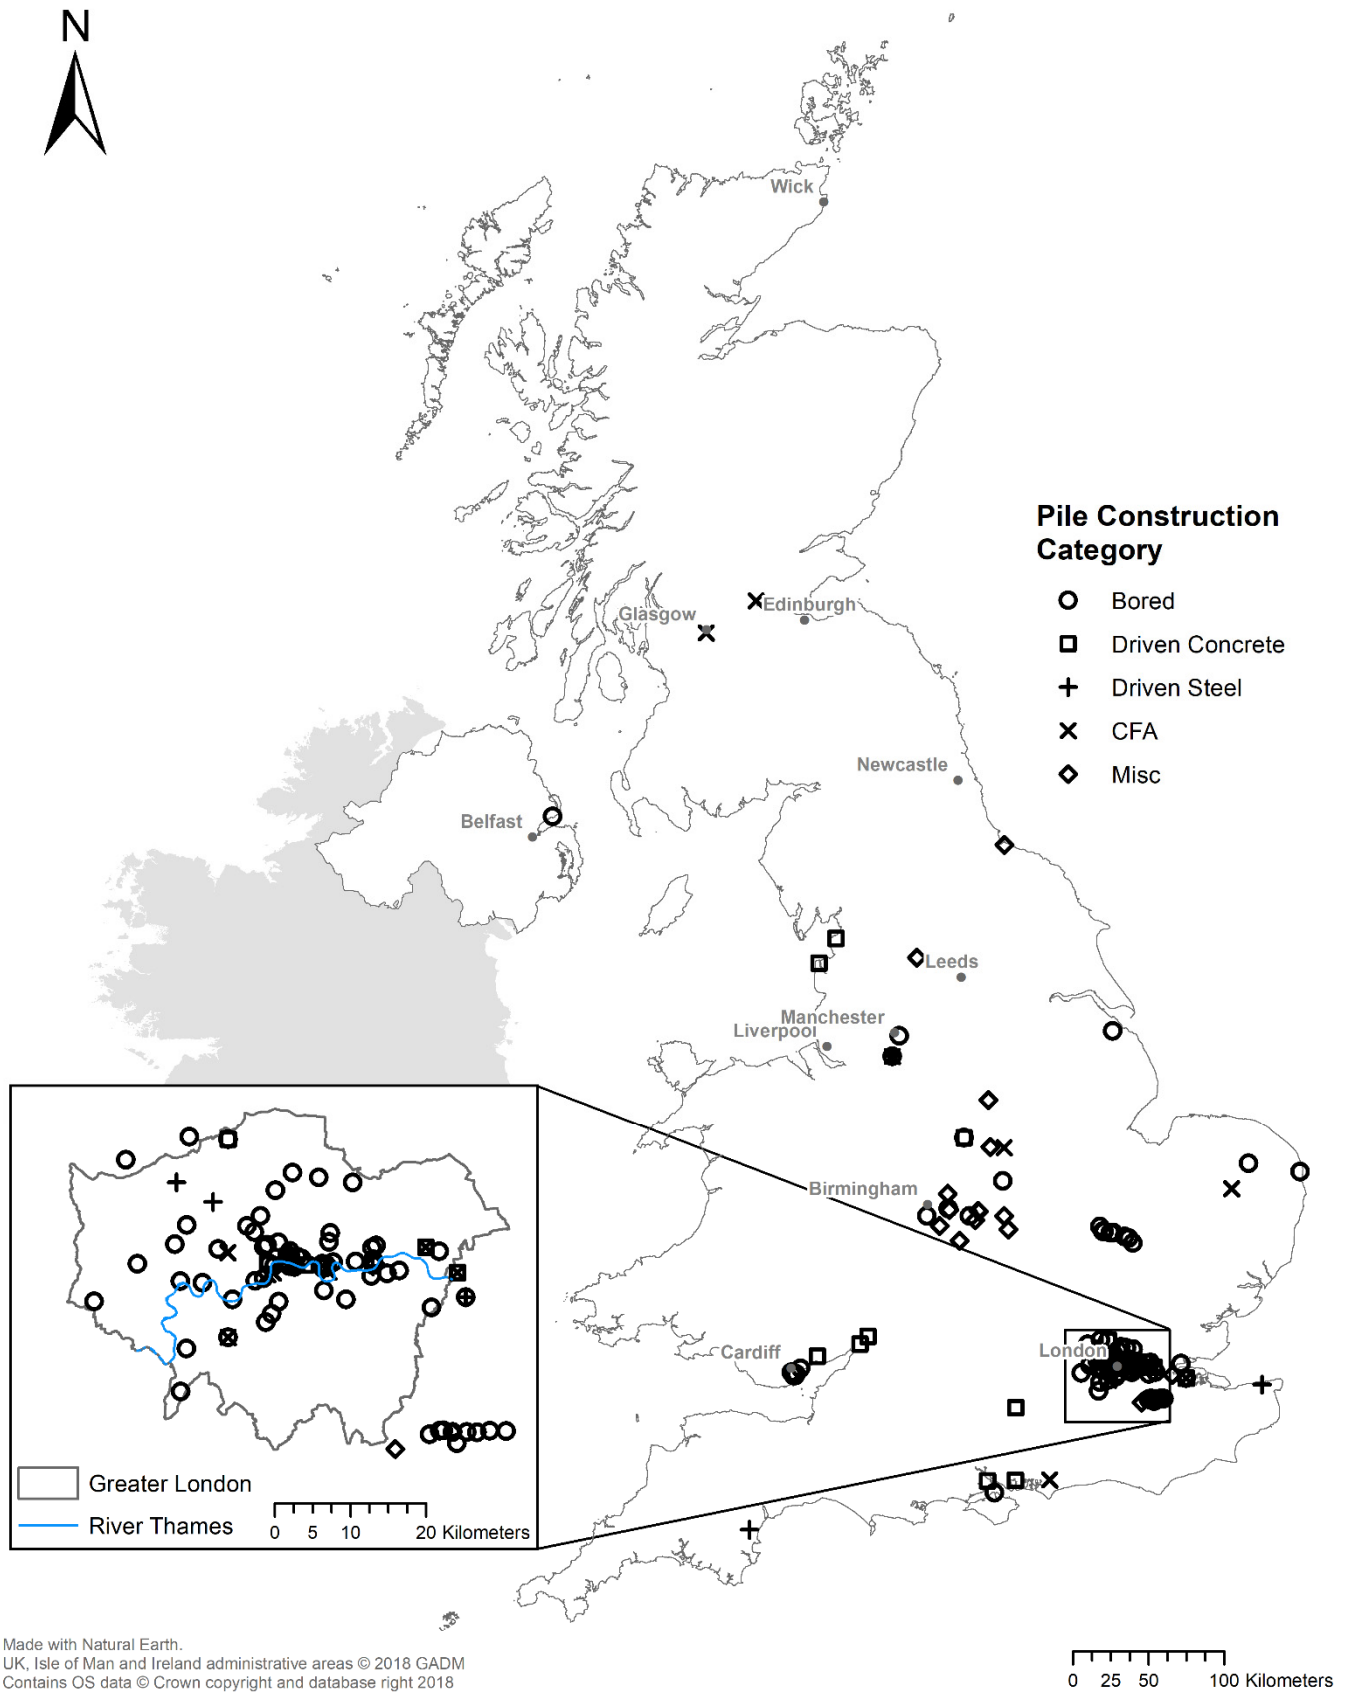 N
Wick
Pile Construction
Category
Bored
Driven Concrete
Driven Steel
CFA
Misc
Glasgow
Edinburgh
Newcastle
Belfast
Leeds
Manchester
Liverpool
Birmingham
Cardiff
London
Greater London
River Thames
0 5 10 20 Kilometers
Made with Natural Earth.
UK, Isle of Man and Ireland administrative areas © 2018 GADM
Contains OS data © Crown copyright and database right 2018
0 25 50 100 Kilometers